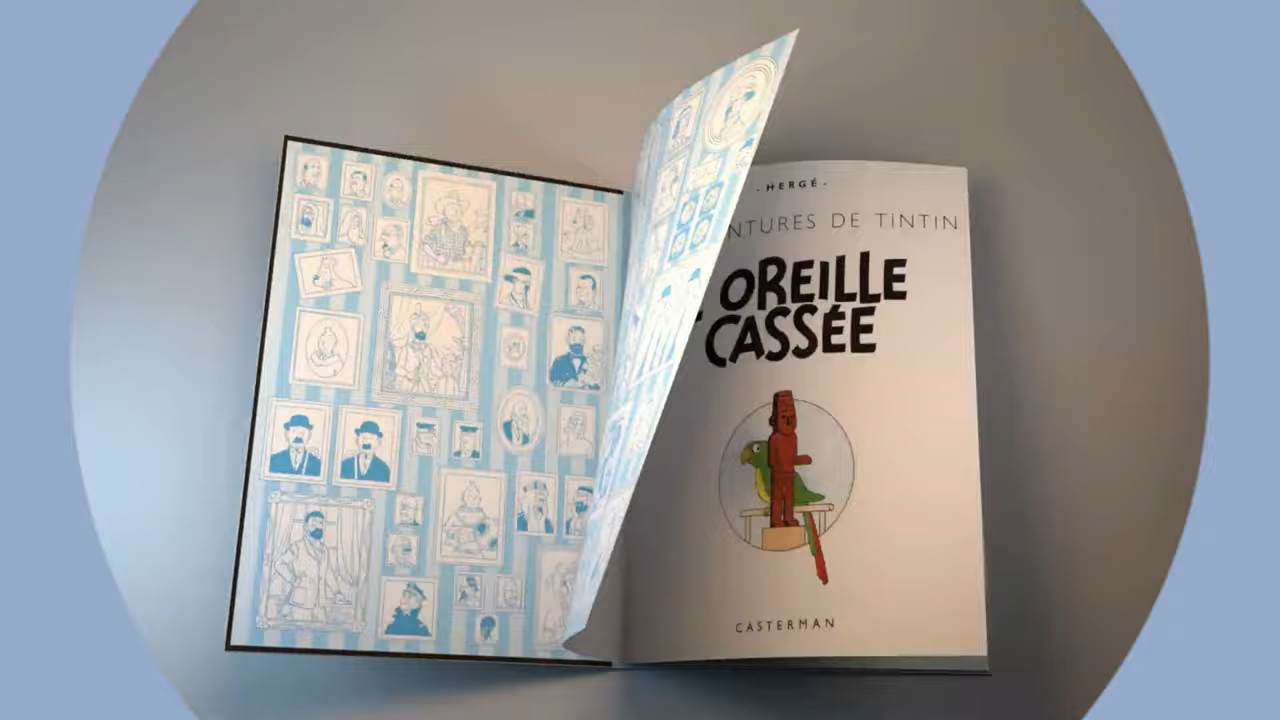 - HERGÉ -
NTURES DE TINTIN
OREILLE
CASSÉE
CASTERMAN